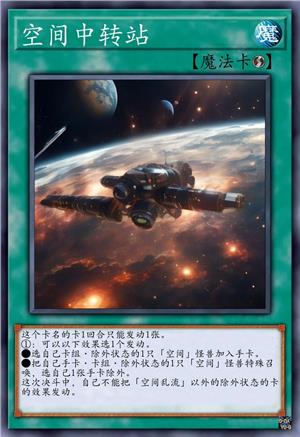 空间中转站
魔
【魔法卡】
这个卡名的卡1回合只能发动1张。
①：可以以下效果选1个发动。
●选自己卡组·除外状态的1只「空间」怪兽加入手卡。
●把自己手卡·卡组·除外状态的1只「空间」怪兽特殊召
唤，选自己1张手卡除外。
这次决斗中，自己不能把「空间乱流」以外的除外状态的卡
的效果发动。